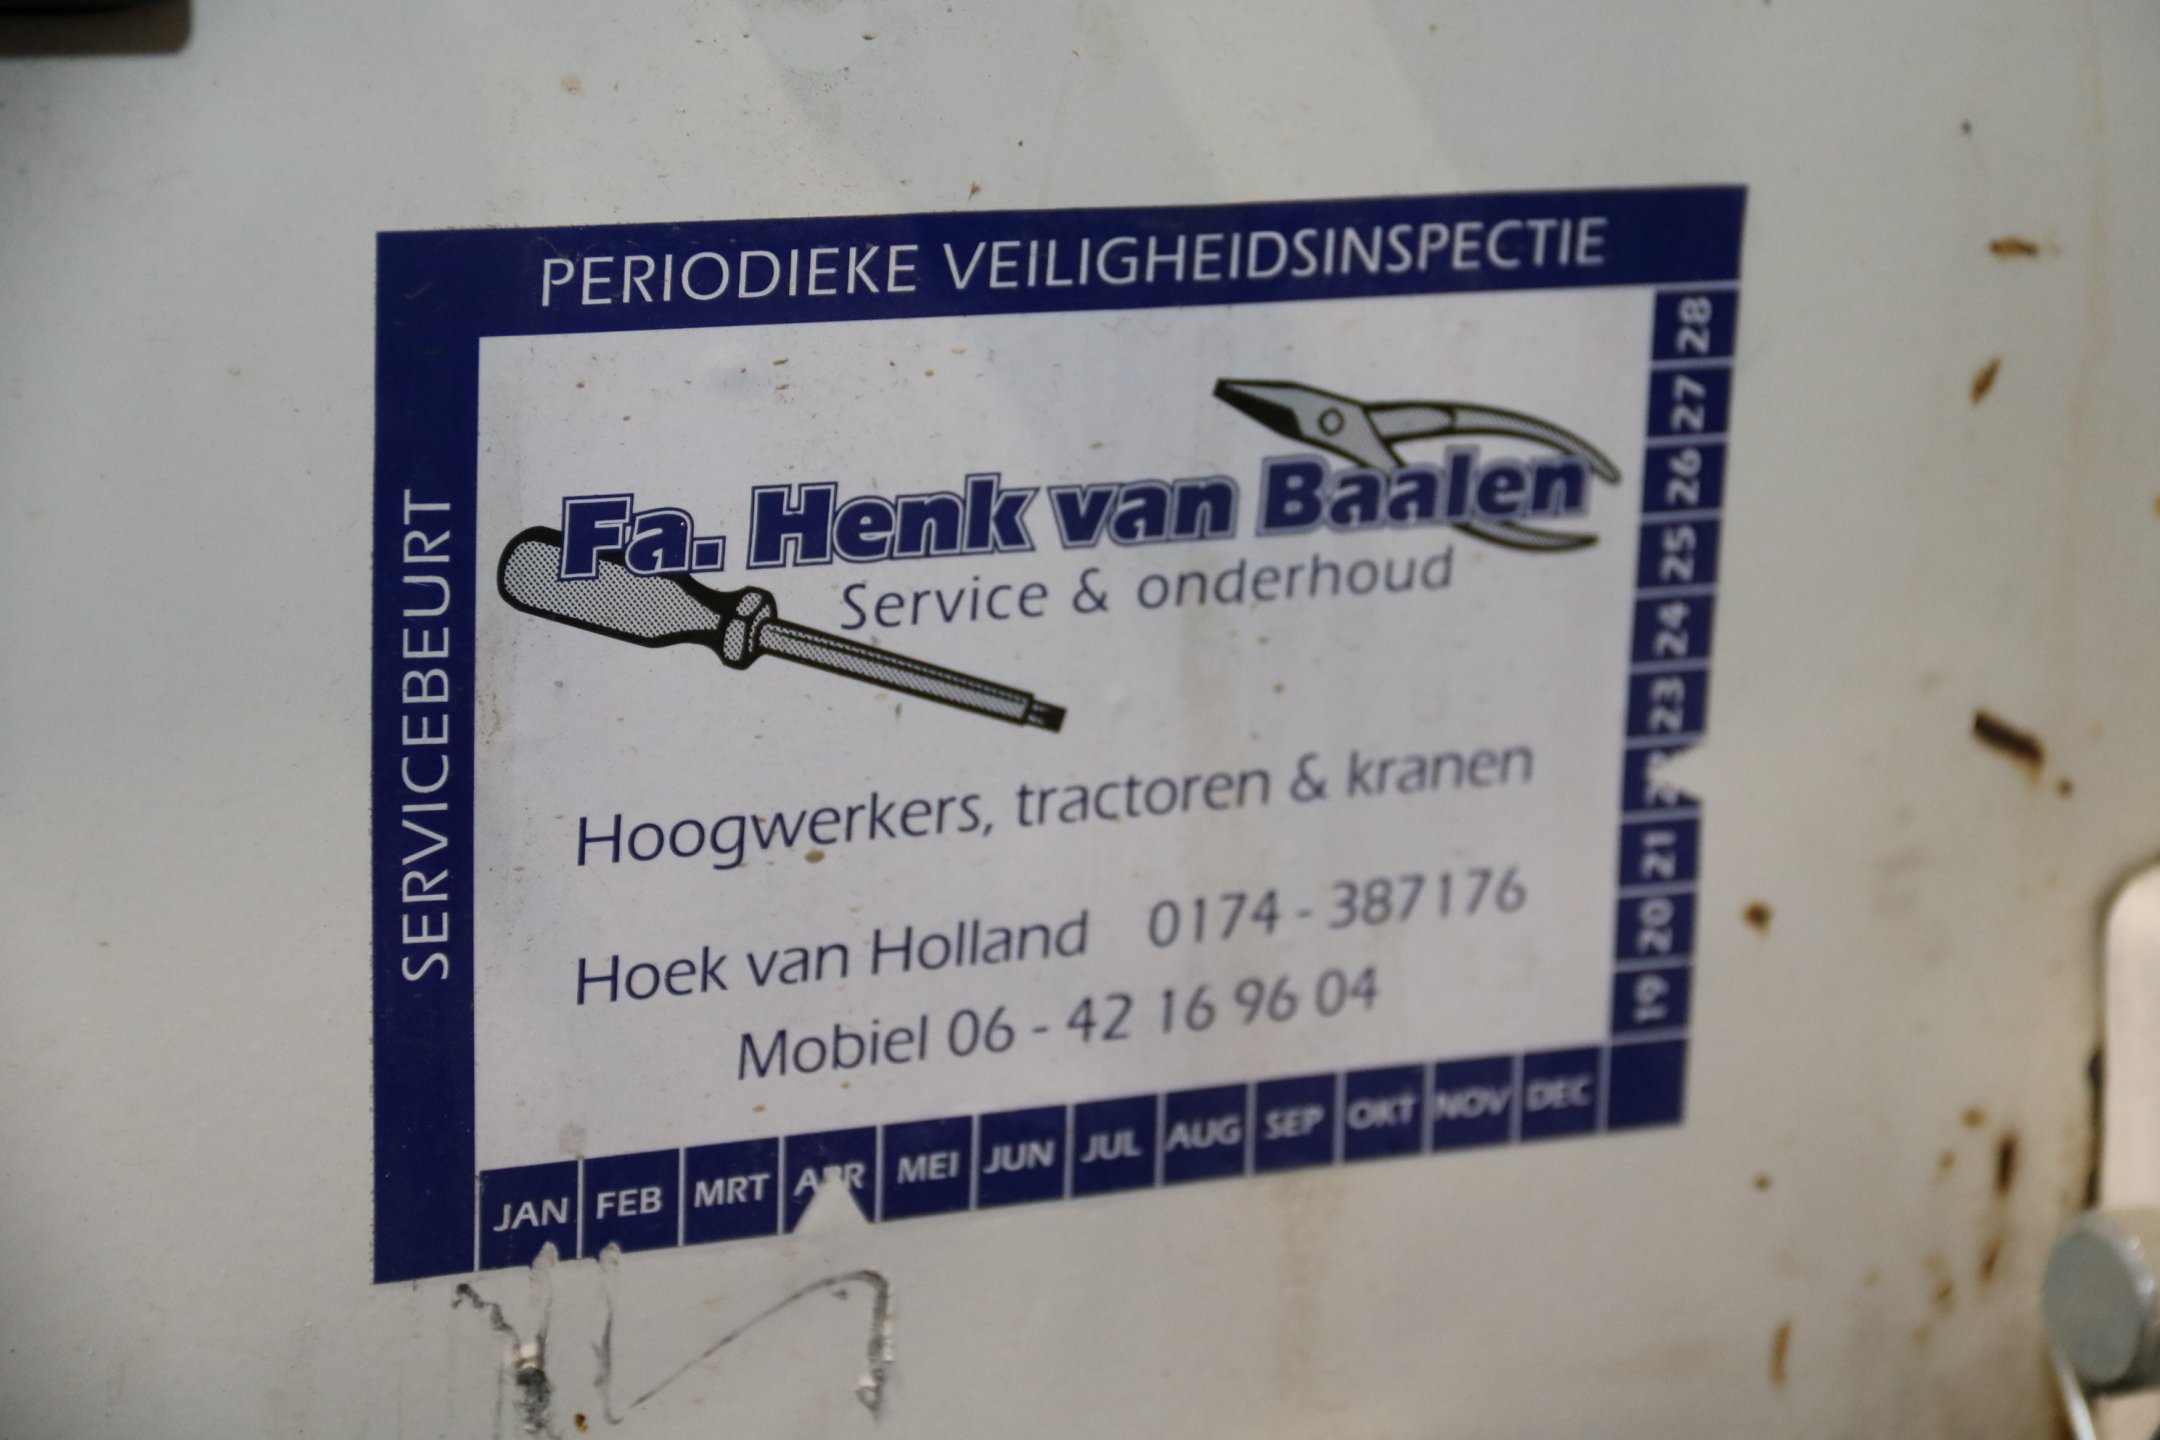 PERIODIEKE VEILIGHEIDSINSPECTIE
SERVICEBEURT
Fa. Henk van Baalen
Service & onderhoud
Hoogwerkers, tractoren & kranen
Hoek van Holland 0174 - 387176
Mobiel 06 - 42 16 96 04
28
27
26
25
24
23
21
20
19
JAN FEB MRT APR MEI JUN JUL AUG SEP OKT NOV DEC